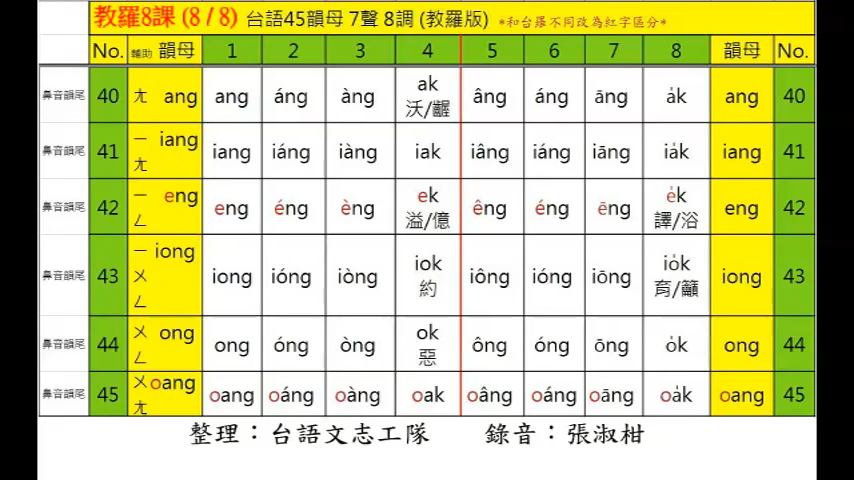 教羅8課 (8 / 8) 台語45韻母 7聲 8調 (教羅版) *和台羅不同改為紅字區分*
No. 輔助 韻母 1 2 3 4 5 6 7 8 韻母 No.
鼻音韻尾 40 ㄤ ang ang áng àng ak 沃/齷 âng áng āng a̍k ang 40
鼻音韻尾 41 ㄧㄤ iang iang iáng iàng iak iâng iáng iāng ia̍k iang 41
鼻音韻尾 42 ㄧㄥ eng eng éng èng ek 溢/億 êng éng ēng e̍k 譯/浴 eng 42
鼻音韻尾 43 ㄧㄨㄥ iong iong ióng iòng iok 約 iông ióng iōng io̍k 育/籲 iong 43
鼻音韻尾 44 ㄨㄥ ong ong óng òng ok 惡 ông óng ōng o̍k ong 44
鼻音韻尾 45 ㄨㄤ oang oang oáng oàng oak oâng oáng oāng oa̍k oang 45
整理：台語文志工隊 錄音：張淑柑